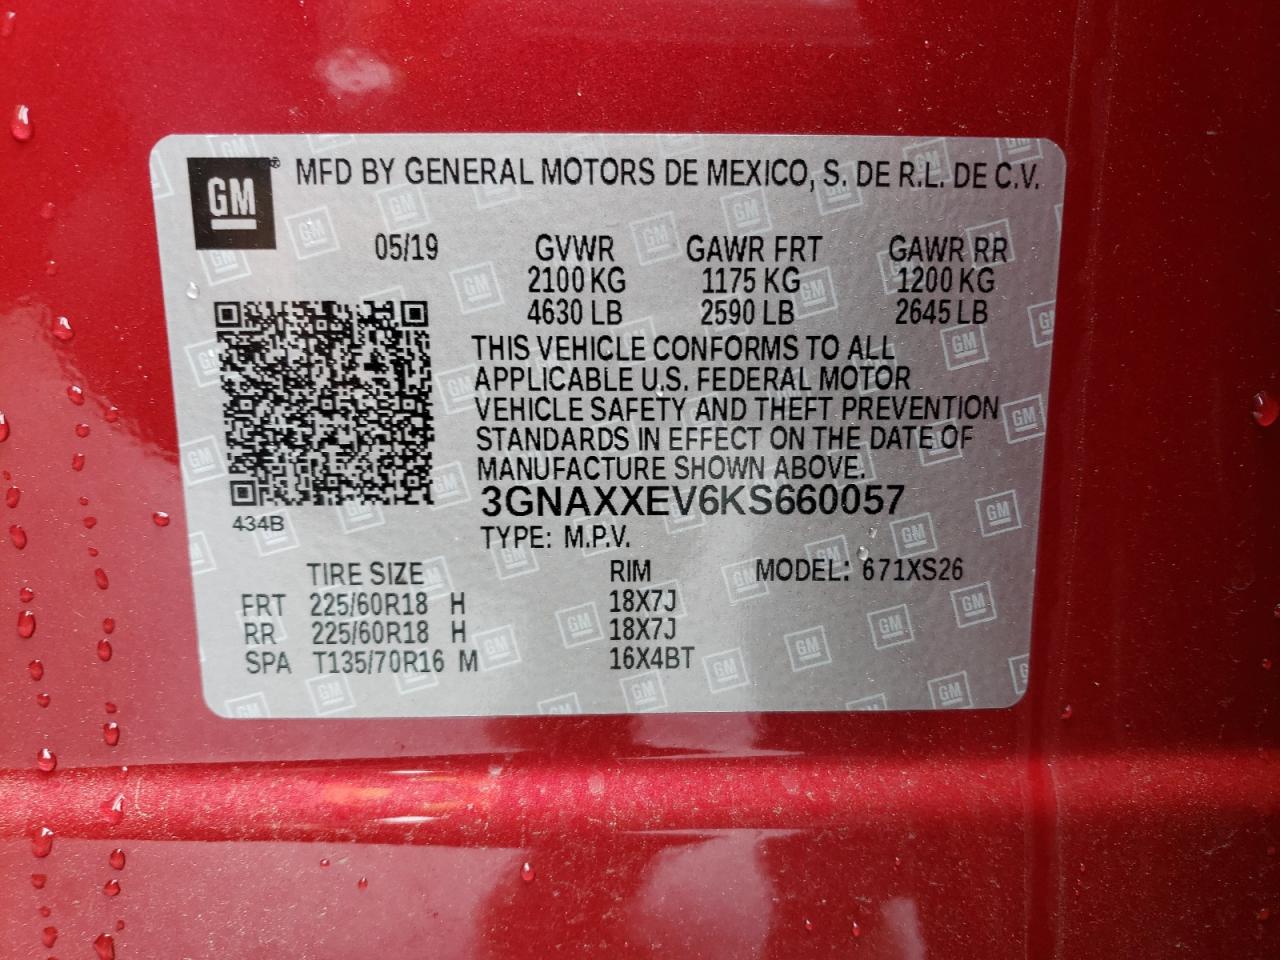 GM® MFD BY GENERAL MOTORS DE MEXICO, S. DE R.L. DE C.V.
05/19 GVWR GAWR FRT GAWR RR
2100 KG 1175 KG 1200 KG
4630 LB 2590 LB 2645 LB
THIS VEHICLE CONFORMS TO ALL
APPLICABLE U.S. FEDERAL MOTOR
VEHICLE SAFETY AND THEFT PREVENTION
STANDARDS IN EFFECT ON THE DATE OF
MANUFACTURE SHOWN ABOVE.
3GNAXXEV6KS660057
434B
TYPE: M.P.V.
TIRE SIZE RIM MODEL: 671XS26
FRT 225/60R18 H 18X7J
RR 225/60R18 H 18X7J
SPA T135/70R16 M 16X4BT